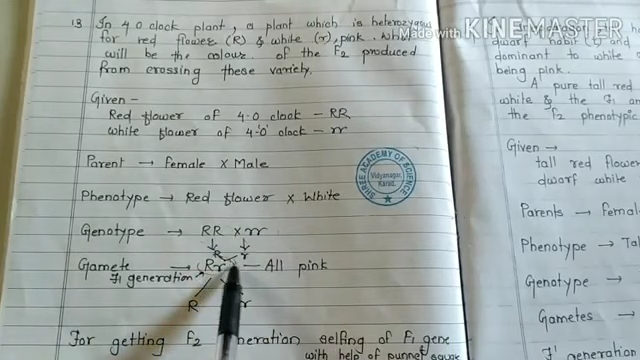 13 In 4 O clock plant, a plant which is heterozygous
for red flower (R) & white (r), pink. What
will be the colour of the F2 produced
from crossing these variety.
Given -
Red flower of 4-O clock - RR
White flower of 4-'O' clock - rr
Parent → Female × Male
Phenotype → Red flower × White
Genotype → RR × rr
R r
Gamete → (Rr) - All pink
F1 generation
R r
For getting F2 generation selfing of F1 gene
with help of punnet square
SHREE ACADEMY OF SCIENCE
Vidyanagar, Karad.
Made with KINEMASTER
dwarf habit (t) and
dominant to white
being pink.
A pure tall red
white & the F1 an
the F2 phenotypic
Given →
tall red flower
dwarf white
Parents → Femal
Phenotype → Ta
Genotype →
Gametes →
F1 generation